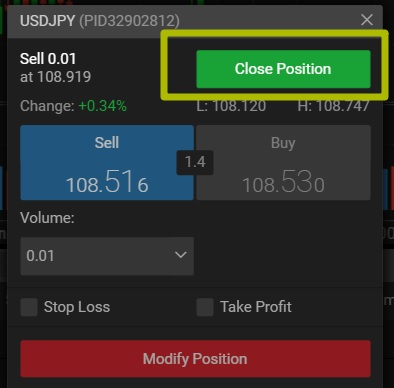 USDJPY (PID32902812)
Sell 0.01
at 108.919
Close Position
Change: +0.34% L: 108.120 H: 108.747
Sell Buy
1.4
108.516 108.530
Volume:
0.01
Stop Loss Take Profit
Modify Position